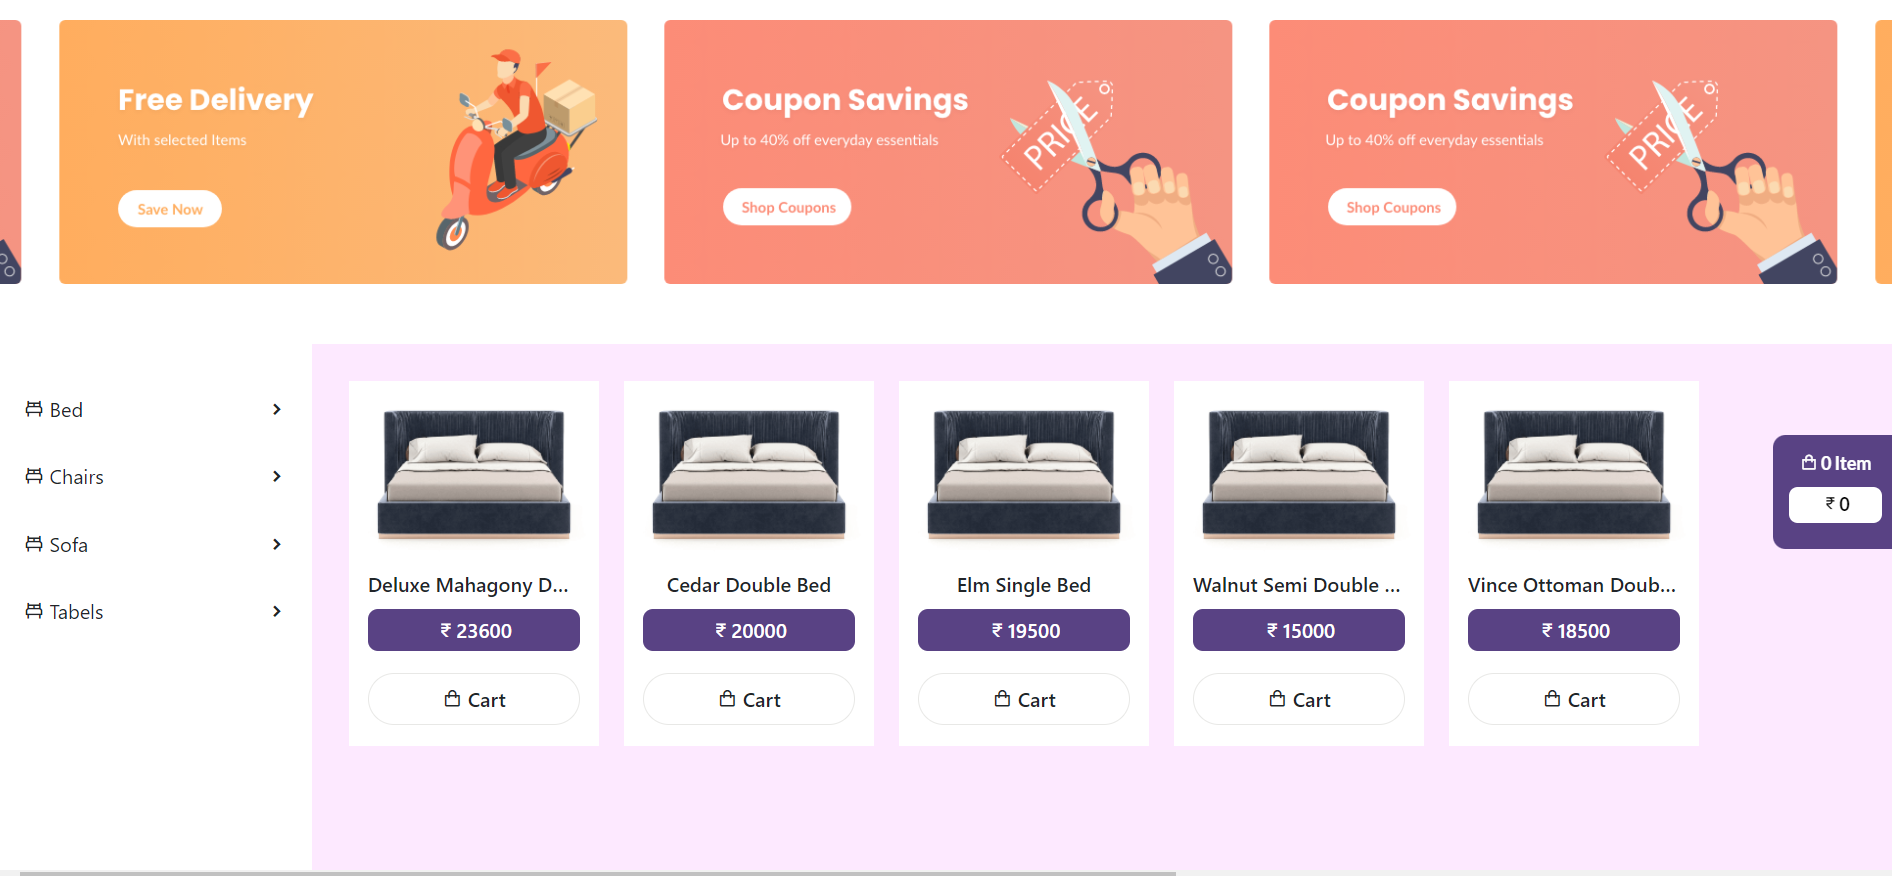 Free Delivery
With selected Items
Save Now
Coupon Savings
Up to 40% off everyday essentials
PRICE
Shop Coupons
Coupon Savings
Up to 40% off everyday essentials
PRICE
Shop Coupons
Bed
Chairs
Sofa
Tabels
Deluxe Mahagony D...
₹ 23600
Cart
Cedar Double Bed
₹ 20000
Cart
Elm Single Bed
₹ 19500
Cart
Walnut Semi Double ...
₹ 15000
Cart
Vince Ottoman Doub...
₹ 18500
Cart
0 Item
₹ 0